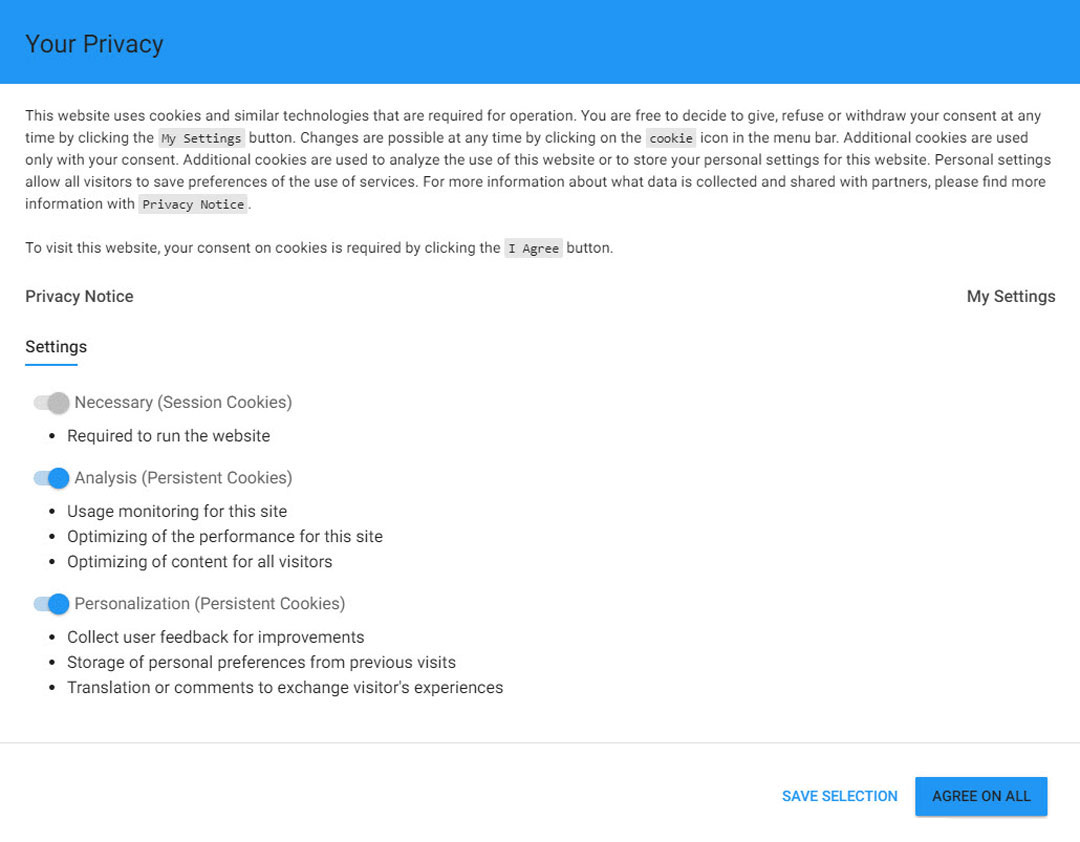 Your Privacy
This website uses cookies and similar technologies that are required for operation. You are free to decide to give, refuse or withdraw your consent at any
time by clicking the My Settings button. Changes are possible at any time by clicking on the cookie icon in the menu bar. Additional cookies are used
only with your consent. Additional cookies are used to analyze the use of this website or to store your personal settings for this website. Personal settings
allow all visitors to save preferences of the use of services. For more information about what data is collected and shared with partners, please find more
information with Privacy Notice.
To visit this website, your consent on cookies is required by clicking the I Agree button.
Privacy Notice My Settings
Settings
Necessary (Session Cookies)
• Required to run the website
Analysis (Persistent Cookies)
• Usage monitoring for this site
• Optimizing of the performance for this site
• Optimizing of content for all visitors
Personalization (Persistent Cookies)
• Collect user feedback for improvements
• Storage of personal preferences from previous visits
• Translation or comments to exchange visitor's experiences
SAVE SELECTION AGREE ON ALL